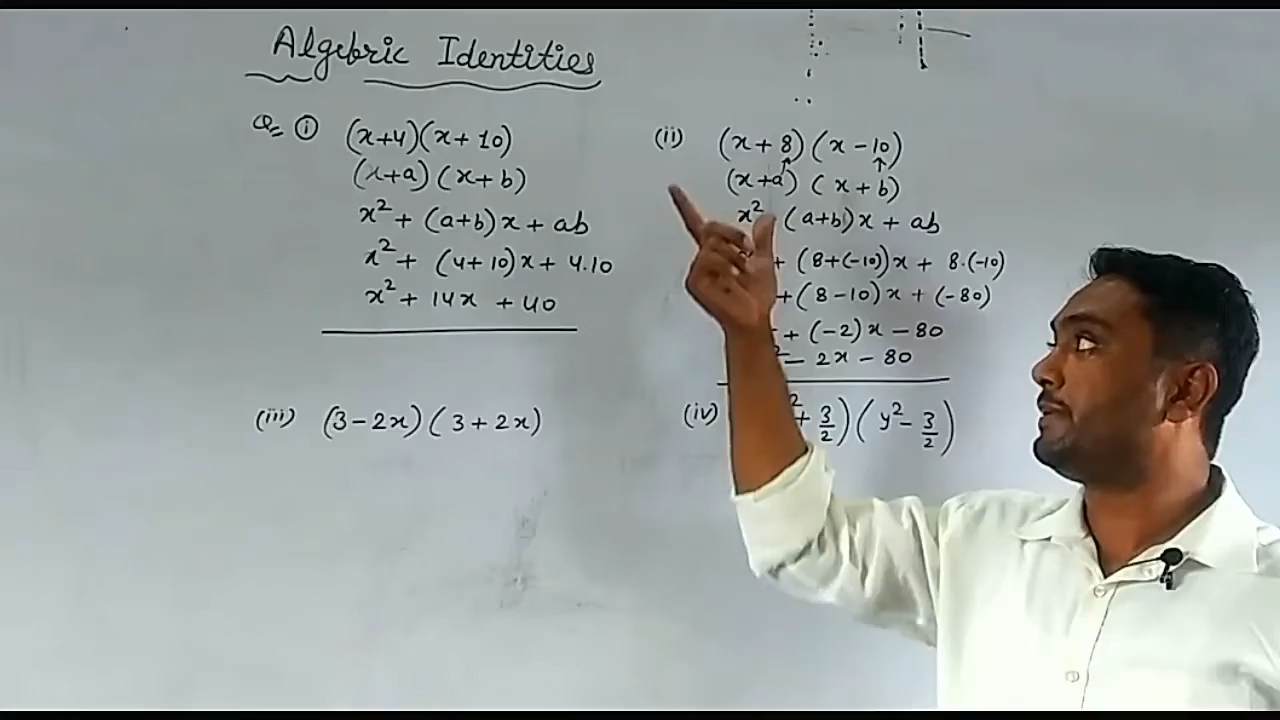 Algebric Identities
Q= (i) (x+4)(x+10)
(x+a)(x+b)
x² + (a+b)x + ab
x² + (4+10)x + 4.10
x² + 14x + 40
(ii) (x+8)(x-10)
(x+a)(x+b)
x² (a+b)x + ab
+ (8+(-10))x + 8.(-10)
+(8-10)x + (-80)
+ (-2)x - 80
² - 2x - 80
(iii) (3-2x)(3+2x)
(iv) ² + 3/2)(y² - 3/2)